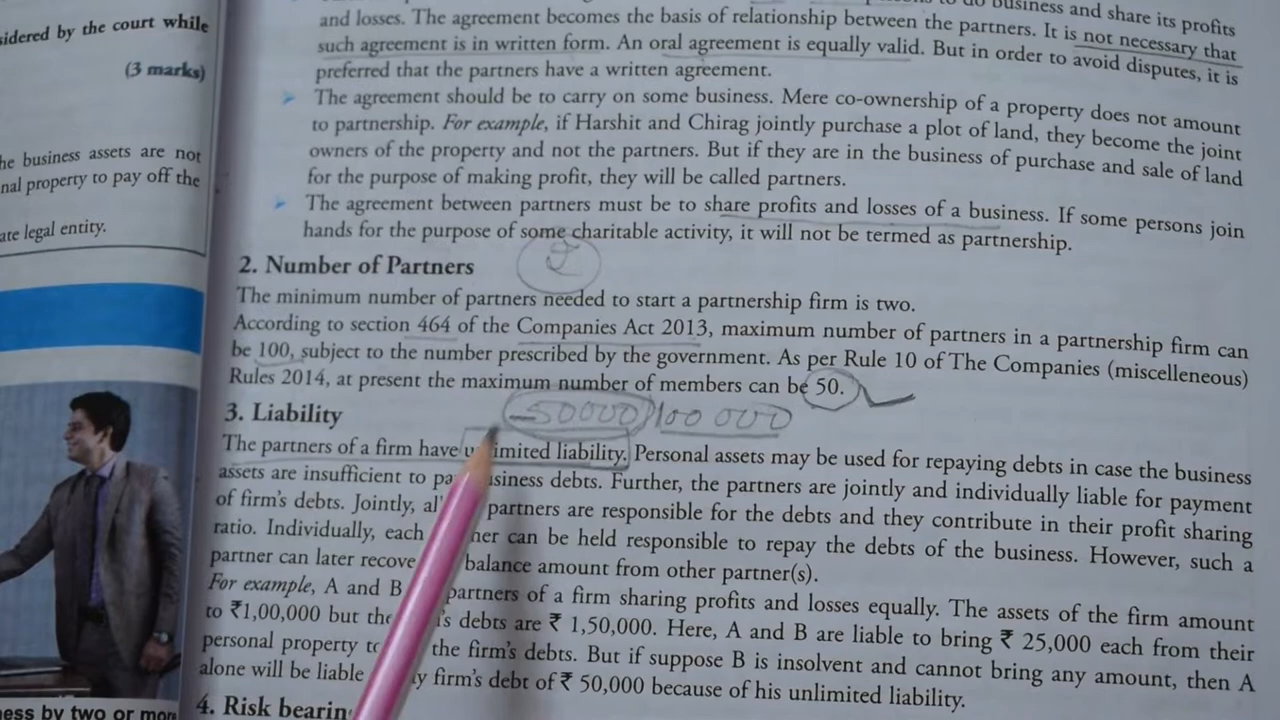 sidered by the court while
(3 marks)
he business assets are not
nal property to pay off the
ate legal entity.
ness by two or more
to do business and share its profits
and losses. The agreement becomes the basis of relationship between the partners. It is not necessary that
such agreement is in written form. An oral agreement is equally valid. But in order to avoid disputes, it is
preferred that the partners have a written agreement.
The agreement should be to carry on some business. Mere co-ownership of a property does not amount
to partnership. For example, if Harshit and Chirag jointly purchase a plot of land, they become the joint
owners of the property and not the partners. But if they are in the business of purchase and sale of land
for the purpose of making profit, they will be called partners.
The agreement between partners must be to share profits and losses of a business. If some persons join
hands for the purpose of some charitable activity, it will not be termed as partnership.
2. Number of Partners
The minimum number of partners needed to start a partnership firm is two.
According to section 464 of the Companies Act 2013, maximum number of partners in a partnership firm can
be 100, subject to the number prescribed by the government. As per Rule 10 of The Companies (miscelleneous)
Rules 2014, at present the maximum number of members can be 50.
3. Liability
50000 100 000
The partners of a firm have unlimited liability. Personal assets may be used for repaying debts in case the business
assets are insufficient to pa usiness debts. Further, the partners are jointly and individually liable for payment
of firm's debts. Jointly, al partners are responsible for the debts and they contribute in their profit sharing
ratio. Individually, each ner can be held responsible to repay the debts of the business. However, such a
partner can later recove balance amount from other partner(s).
For example, A and B partners of a firm sharing profits and losses equally. The assets of the firm amount
to ₹1,00,000 but the 's debts are ₹ 1,50,000. Here, A and B are liable to bring ₹ 25,000 each from their
personal property to the firm's debts. But if suppose B is insolvent and cannot bring any amount, then A
alone will be liable y firm's debt of ₹ 50,000 because of his unlimited liability.
4. Risk bearin